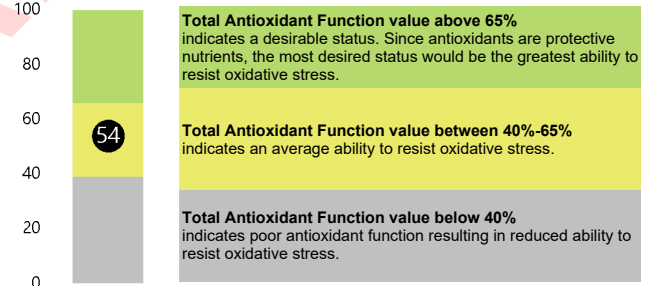 100
Total Antioxidant Function value above 65%
indicates a desirable status. Since antioxidants are protective
nutrients, the most desired status would be the greatest ability to
resist oxidative stress.
80
60
54
Total Antioxidant Function value between 40%-65%
indicates an average ability to resist oxidative stress.
40
Total Antioxidant Function value below 40%
indicates poor antioxidant function resulting in reduced ability to
resist oxidative stress.
20
0